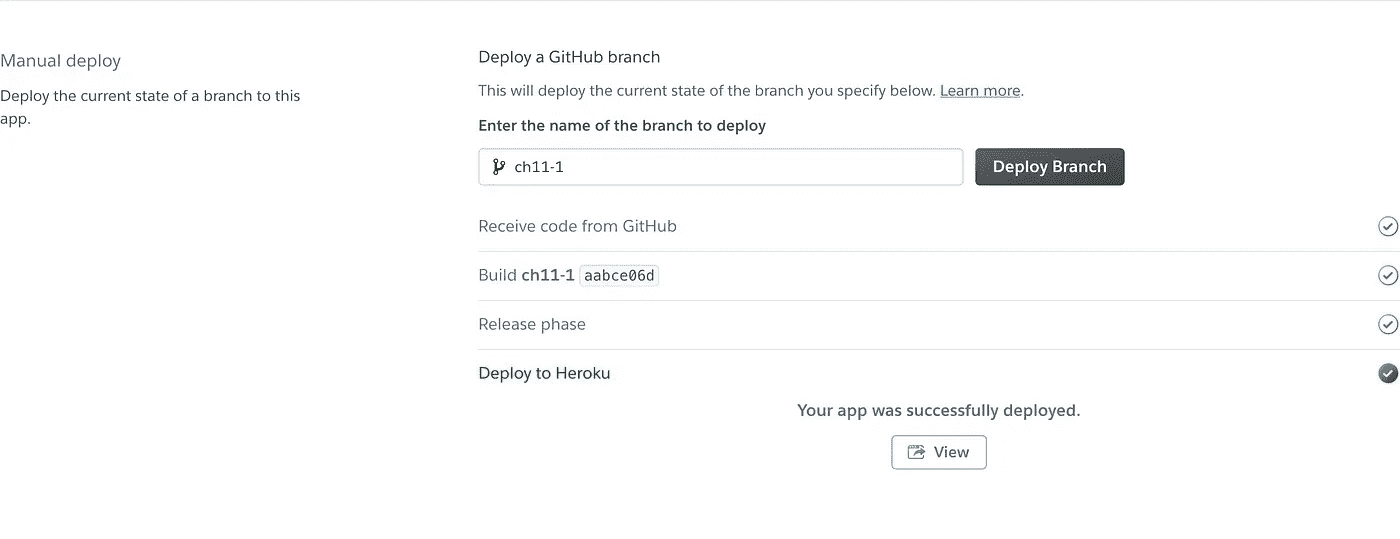 Manual deploy
Deploy the current state of a branch to this
app.
Deploy a GitHub branch
This will deploy the current state of the branch you specify below. Learn more.
Enter the name of the branch to deploy
ch11-1
Deploy Branch
Receive code from GitHub
Build ch11-1 aabce06d
Release phase
Deploy to Heroku
Your app was successfully deployed.
View